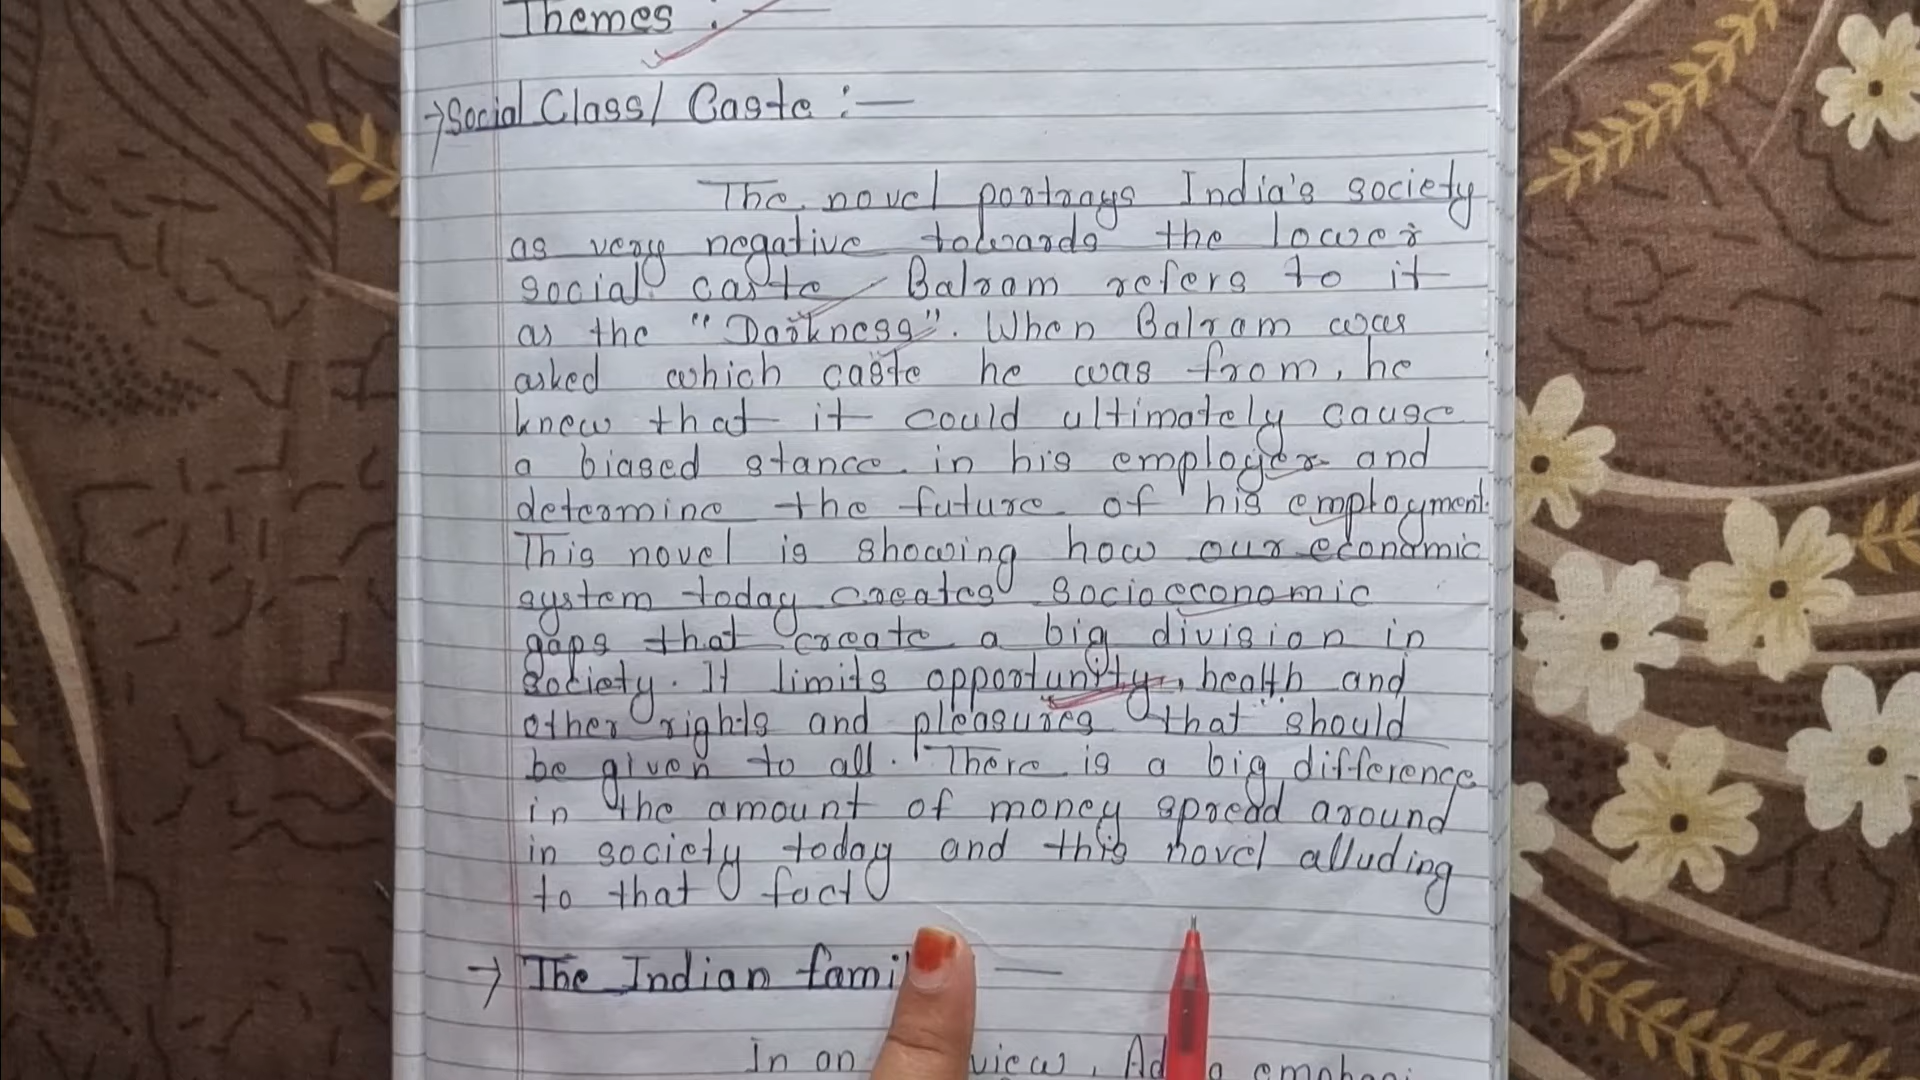 Themes : —
→ Social Class/ Caste :—
The novel portrays India's society
as very negative towards the lower
social caste Balram refers to it
as the "Darkness". When Balram was
asked which caste he was from, he
knew that it could ultimately cause
a biased stance in his employer and
determine the future of his employment.
This novel is showing how our economic
system today creates socioeconomic
gaps that create a big division in
society. It limits opportunity, health and
other rights and pleasures that should
be given to all. There is a big difference
in the amount of money spread around
in society today and this novel alluding
to that fact
→ The Indian fami —
In an view, Ad